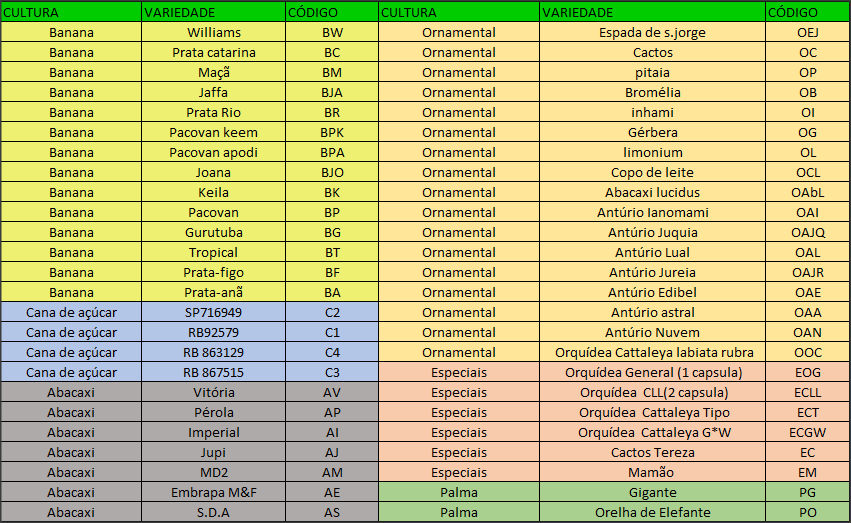 CULTURA VARIEDADE CÓDIGO CULTURA VARIEDADE CÓDIGO
Banana Williams BW Ornamental Espada de s.jorge OEJ
Banana Prata catarina BC Ornamental Cactos OC
Banana Maçã BM Ornamental pitaia OP
Banana Jaffa BJA Ornamental Bromélia OB
Banana Prata Rio BR Ornamental inhami OI
Banana Pacovan keem BPK Ornamental Gérbera OG
Banana Pacovan apodi BPA Ornamental limonium OL
Banana Joana BJO Ornamental Copo de leite OCL
Banana Keila BK Ornamental Abacaxi lucidus OAbL
Banana Pacovan BP Ornamental Antúrio Ianomami OAI
Banana Gurutuba BG Ornamental Antúrio Juquia OAJQ
Banana Tropical BT Ornamental Antúrio Lual OAL
Banana Prata-figo BF Ornamental Antúrio Jureia OAJR
Banana Prata-anã BA Ornamental Antúrio Edibel OAE
Cana de açúcar SP716949 C2 Ornamental Antúrio astral OAA
Cana de açúcar RB92579 C1 Ornamental Antúrio Nuvem OAN
Cana de açúcar RB 863129 C4 Ornamental Orquídea Cattaleya labiata rubra OOC
Cana de açúcar RB 867515 C3 Especiais Orquídea General (1 capsula) EOG
Abacaxi Vitória AV Especiais Orquídea CLL(2 capsula) ECLL
Abacaxi Pérola AP Especiais Orquídea Cattaleya Tipo ECT
Abacaxi Imperial AI Especiais Orquídea Cattaleya G*W ECGW
Abacaxi Jupi AJ Especiais Cactos Tereza EC
Abacaxi MD2 AM Especiais Mamão EM
Abacaxi Embrapa M&F AE Palma Gigante PG
Abacaxi S.D.A AS Palma Orelha de Elefante PO